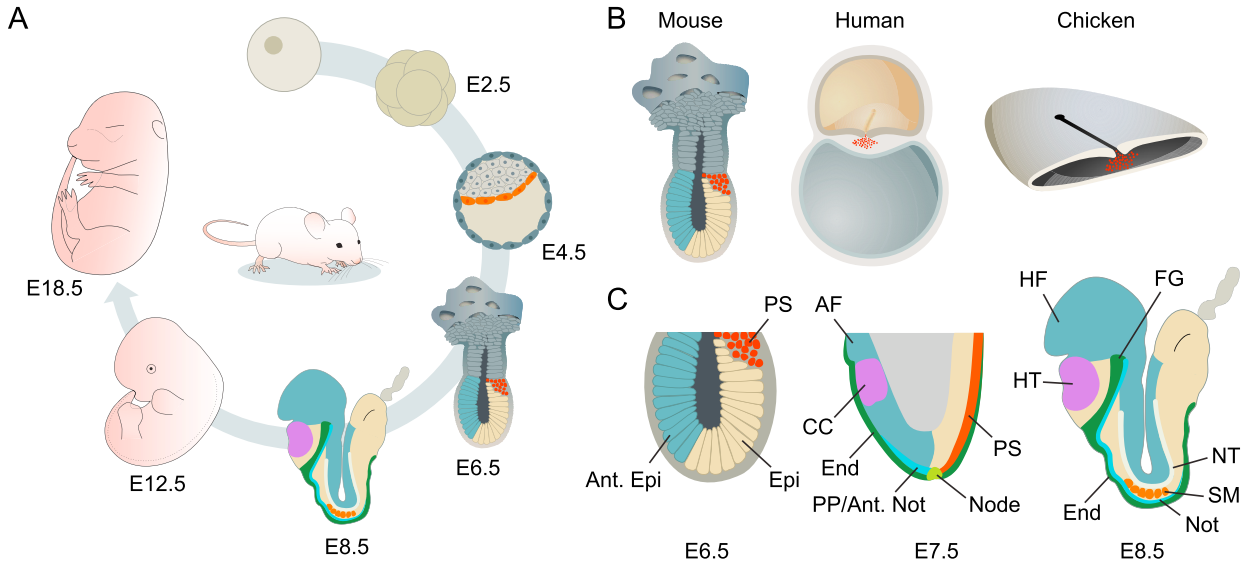 A
E2.5
E4.5
E6.5
E8.5
E12.5
E18.5
B
Mouse
Human
Chicken
C
PS
Ant. Epi
Epi
E6.5
AF
CC
End
PP/Ant. Not
Node
PS
E7.5
HF
FG
HT
NT
SM
Not
End
E8.5